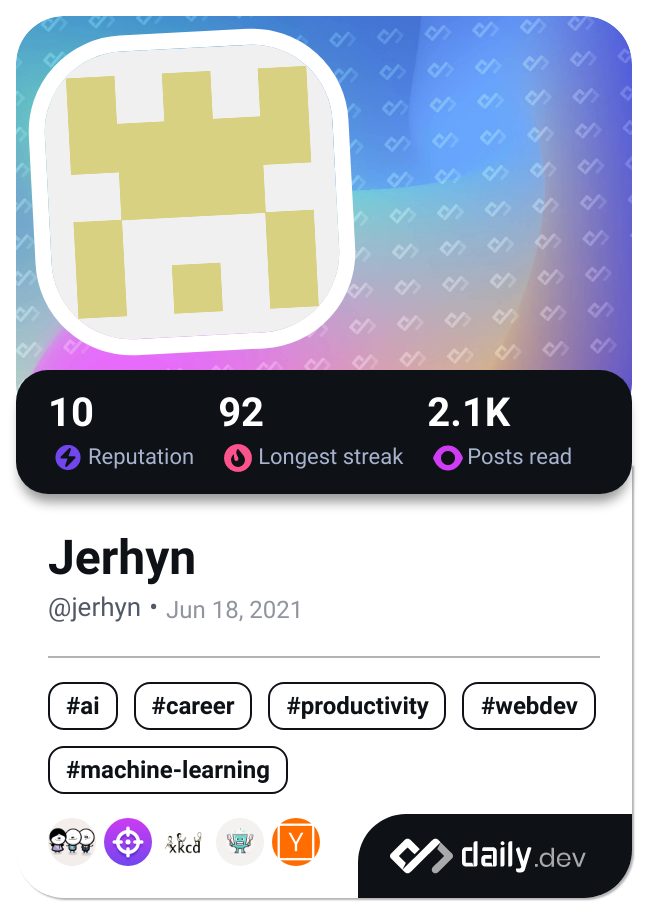 10 92 2.1K
Reputation Longest streak Posts read
Jerhyn
@jerhyn • Jun 18, 2021
#ai #career #productivity #webdev
#machine-learning
xkcd Y
daily.dev